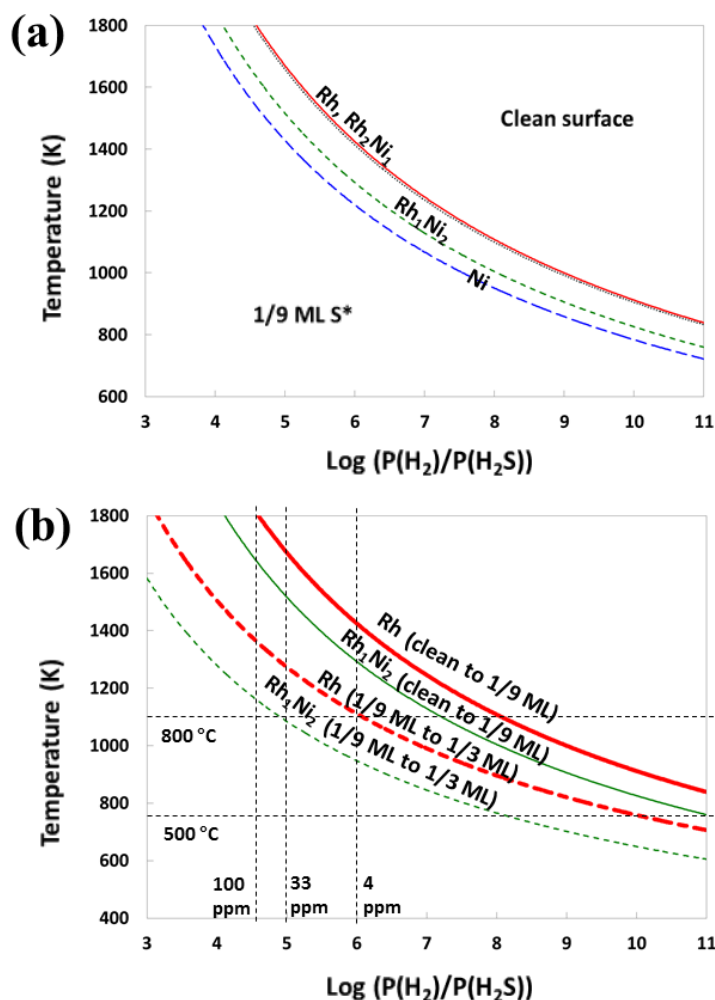 (a)
1800
1600
1400
1200
1000
800
600
Temperature (K)
Rh, Rh₂Ni₁
Clean surface
Rh₁Ni₂
Ni
1/9 ML S*
3 4 5 6 7 8 9 10 11
Log (P(H₂)/P(H₂S))
(b)
1800
1600
1400
1200
1000
800
600
400
Temperature (K)
Rh (clean to 1/9 ML)
Rh₁Ni₂ (clean to 1/9 ML)
Rh (1/9 ML to 1/3 ML)
Rh₁Ni₂ (1/9 ML to 1/3 ML)
800 °C
500 °C
100 ppm
33 ppm
4 ppm
3 4 5 6 7 8 9 10 11
Log (P(H₂)/P(H₂S))